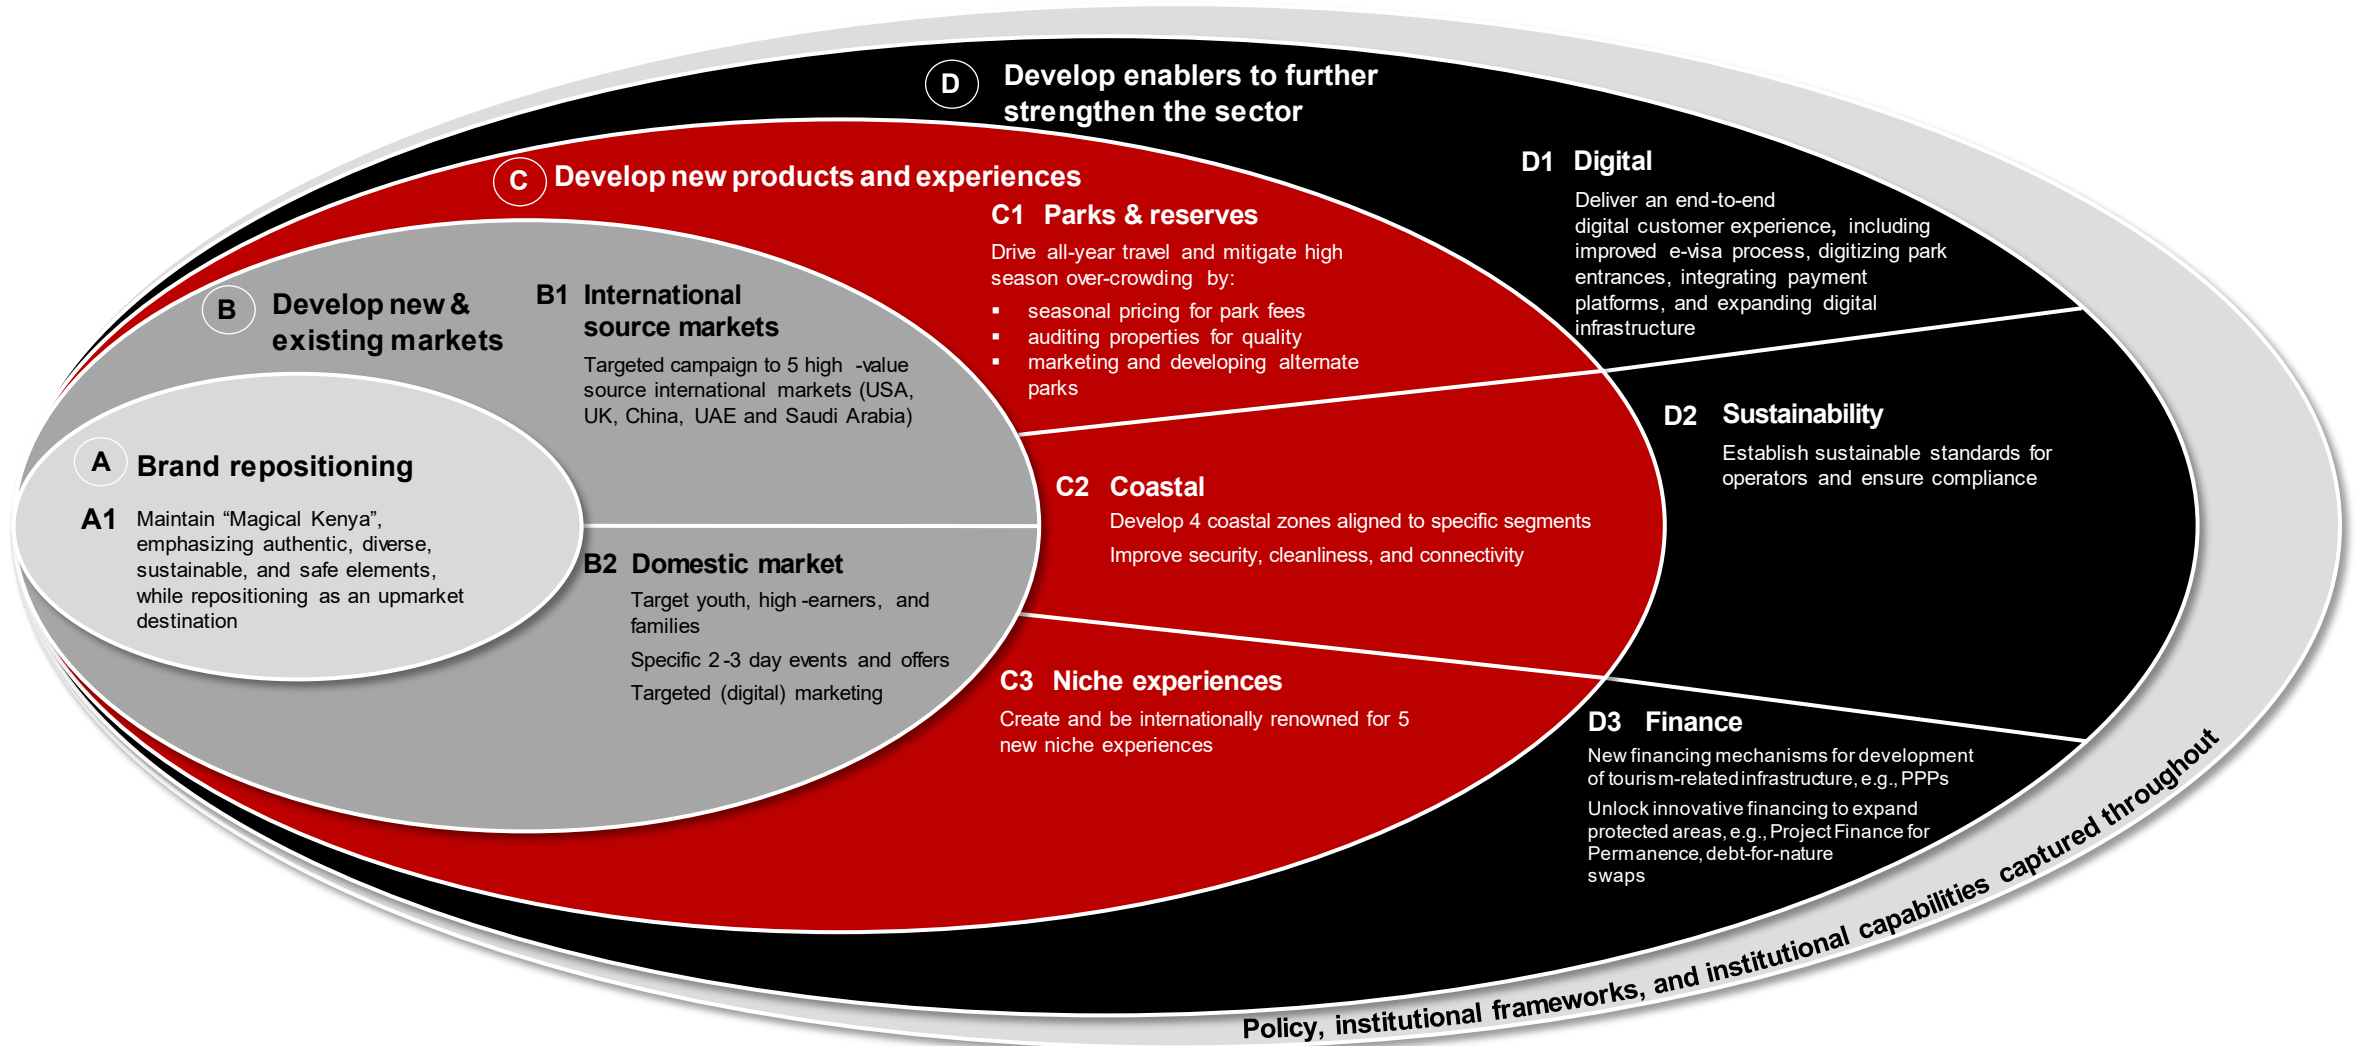 D Develop enablers to further
strengthen the sector
C Develop new products and experiences
B Develop new &
existing markets
A Brand repositioning
A1 Maintain “Magical Kenya”,
emphasizing authentic, diverse,
sustainable, and safe elements,
while repositioning as an upmarket
destination
B1 International
source markets
Targeted campaign to 5 high -value
source international markets (USA,
UK, China, UAE and Saudi Arabia)
B2 Domestic market
Target youth, high -earners, and
families
Specific 2 -3 day events and offers
Targeted (digital) marketing
C1 Parks & reserves
Drive all-year travel and mitigate high
season over-crowding by:
▪ seasonal pricing for park fees
▪ auditing properties for quality
▪ marketing and developing alternate
parks
C2 Coastal
Develop 4 coastal zones aligned to specific segments
Improve security, cleanliness, and connectivity
C3 Niche experiences
Create and be internationally renowned for 5
new niche experiences
D1 Digital
Deliver an end-to-end
digital customer experience, including
improved e-visa process, digitizing park
entrances, integrating payment
platforms, and expanding digital
infrastructure
D2 Sustainability
Establish sustainable standards for
operators and ensure compliance
D3 Finance
New financing mechanisms for development
of tourism-related infrastructure, e.g., PPPs
Unlock innovative financing to expand
protected areas, e.g., Project Finance for
Permanence, debt-for-nature
swaps
Policy, institutional frameworks, and institutional capabilities captured throughout